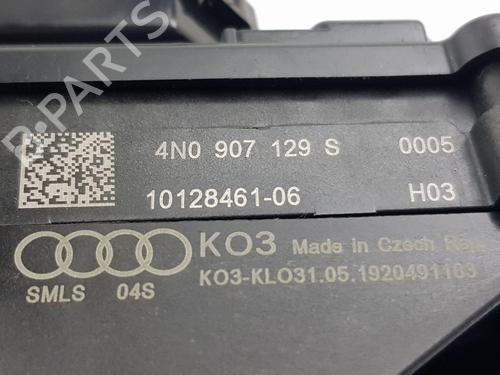 4N0 907 129 S 0005
10128461-06 H03
KO3 Made in Czech Rep.
SMLS 04S KO3-KLO31.05.1920491163
B-PARTS